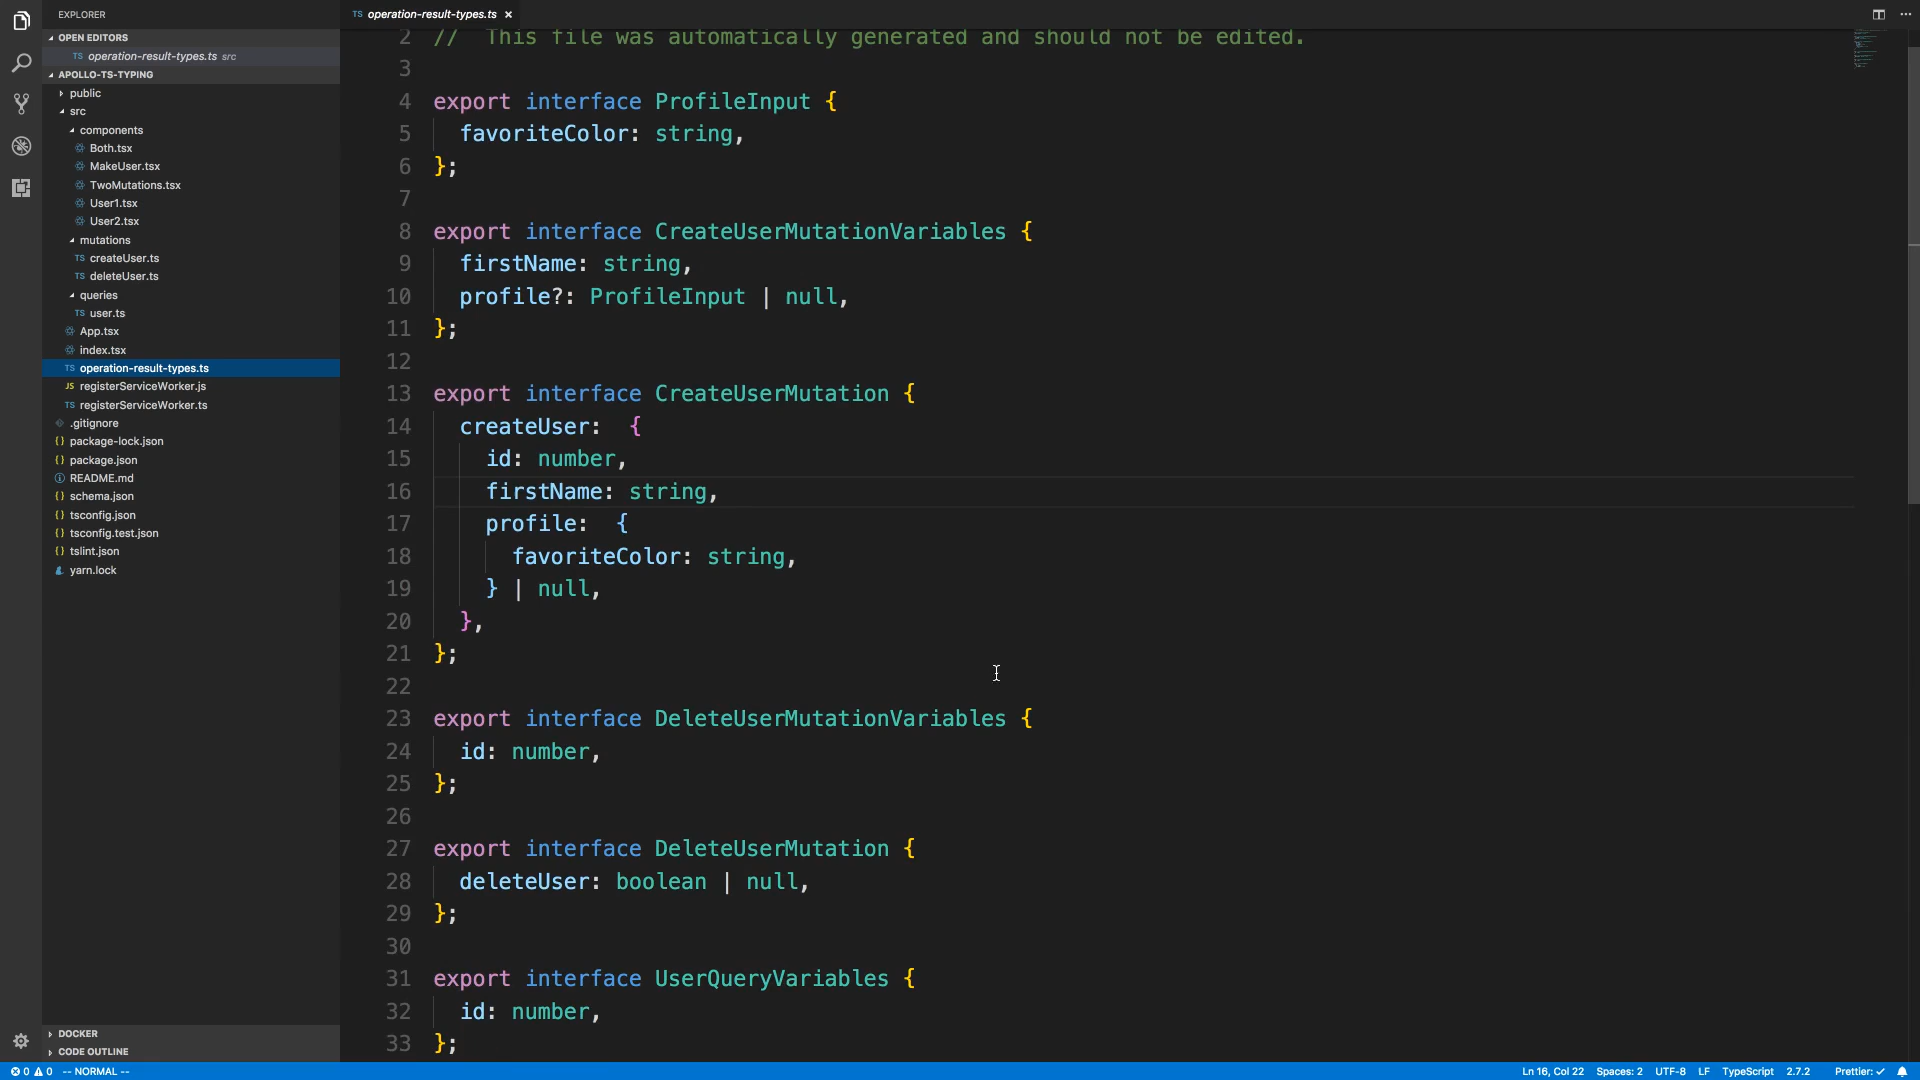 EXPLORER
OPEN EDITORS
TS operation-result-types.ts src
APOLLO-TS-TYPING
public
src
components
Both.tsx
MakeUser.tsx
TwoMutations.tsx
User1.tsx
User2.tsx
mutations
TS createUser.ts
TS deleteUser.ts
queries
TS user.ts
App.tsx
index.tsx
TS operation-result-types.ts
JS registerServiceWorker.js
TS registerServiceWorker.ts
.gitignore
{} package-lock.json
{} package.json
README.md
{} schema.json
{} tsconfig.json
{} tsconfig.test.json
{} tslint.json
yarn.lock
DOCKER
CODE OUTLINE
TS operation-result-types.ts ×
2 //  This file was automatically generated and should not be edited.
3
4 export interface ProfileInput {
5   favoriteColor: string,
6 };
7
8 export interface CreateUserMutationVariables {
9   firstName: string,
10   profile?: ProfileInput | null,
11 };
12
13 export interface CreateUserMutation {
14   createUser:  {
15     id: number,
16     firstName: string,
17     profile:  {
18       favoriteColor: string,
19     } | null,
20   },
21 };
22
23 export interface DeleteUserMutationVariables {
24   id: number,
25 };
26
27 export interface DeleteUserMutation {
28   deleteUser: boolean | null,
29 };
30
31 export interface UserQueryVariables {
32   id: number,
33 };
0 0 -- NORMAL -- Ln 16, Col 22 Spaces: 2 UTF-8 LF TypeScript 2.7.2 Prettier: ✓